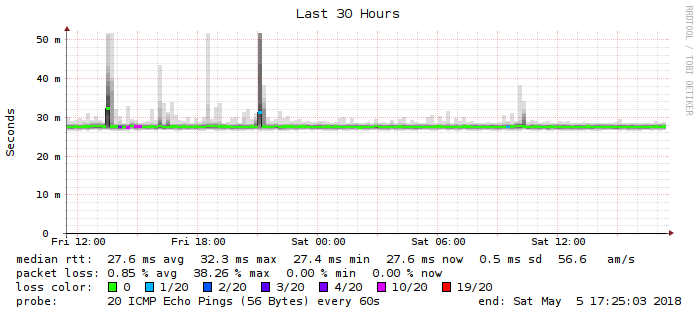 Last 30 Hours
RRDTOOL / TOBI OETIKER
Seconds
50 m
40 m
30 m
20 m
10 m
0
Fri 12:00 Fri 18:00 Sat 00:00 Sat 06:00 Sat 12:00
median rtt: 27.6 ms avg 32.3 ms max 27.4 ms min 27.6 ms now 0.5 ms sd 56.6 am/s
packet loss: 0.85 % avg 38.26 % max 0.00 % min 0.00 % now
loss color: 0 1/20 2/20 3/20 4/20 10/20 19/20
probe: 20 ICMP Echo Pings (56 Bytes) every 60s end: Sat May 5 17:25:03 2018